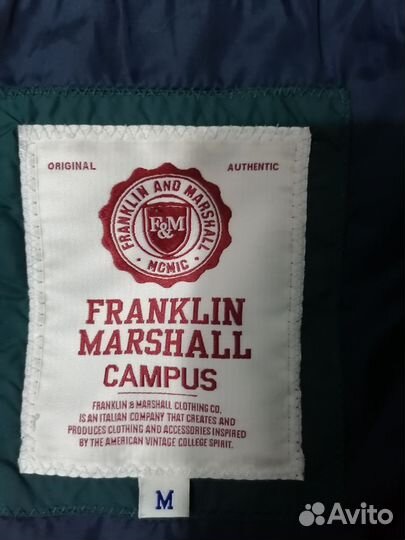 ORIGINAL AUTHENTIC
FRANKLIN AND MARSHALL
F&M
MCMIC
FRANKLIN
MARSHALL
CAMPUS
FRANKLIN & MARSHALL CLOTHING CO.
IS AN ITALIAN COMPANY THAT CREATES AND
PRODUCES CLOTHING AND ACCESSORIES INSPIRED
BY THE AMERICAN VINTAGE COLLEGE SPIRIT.
M
Avito